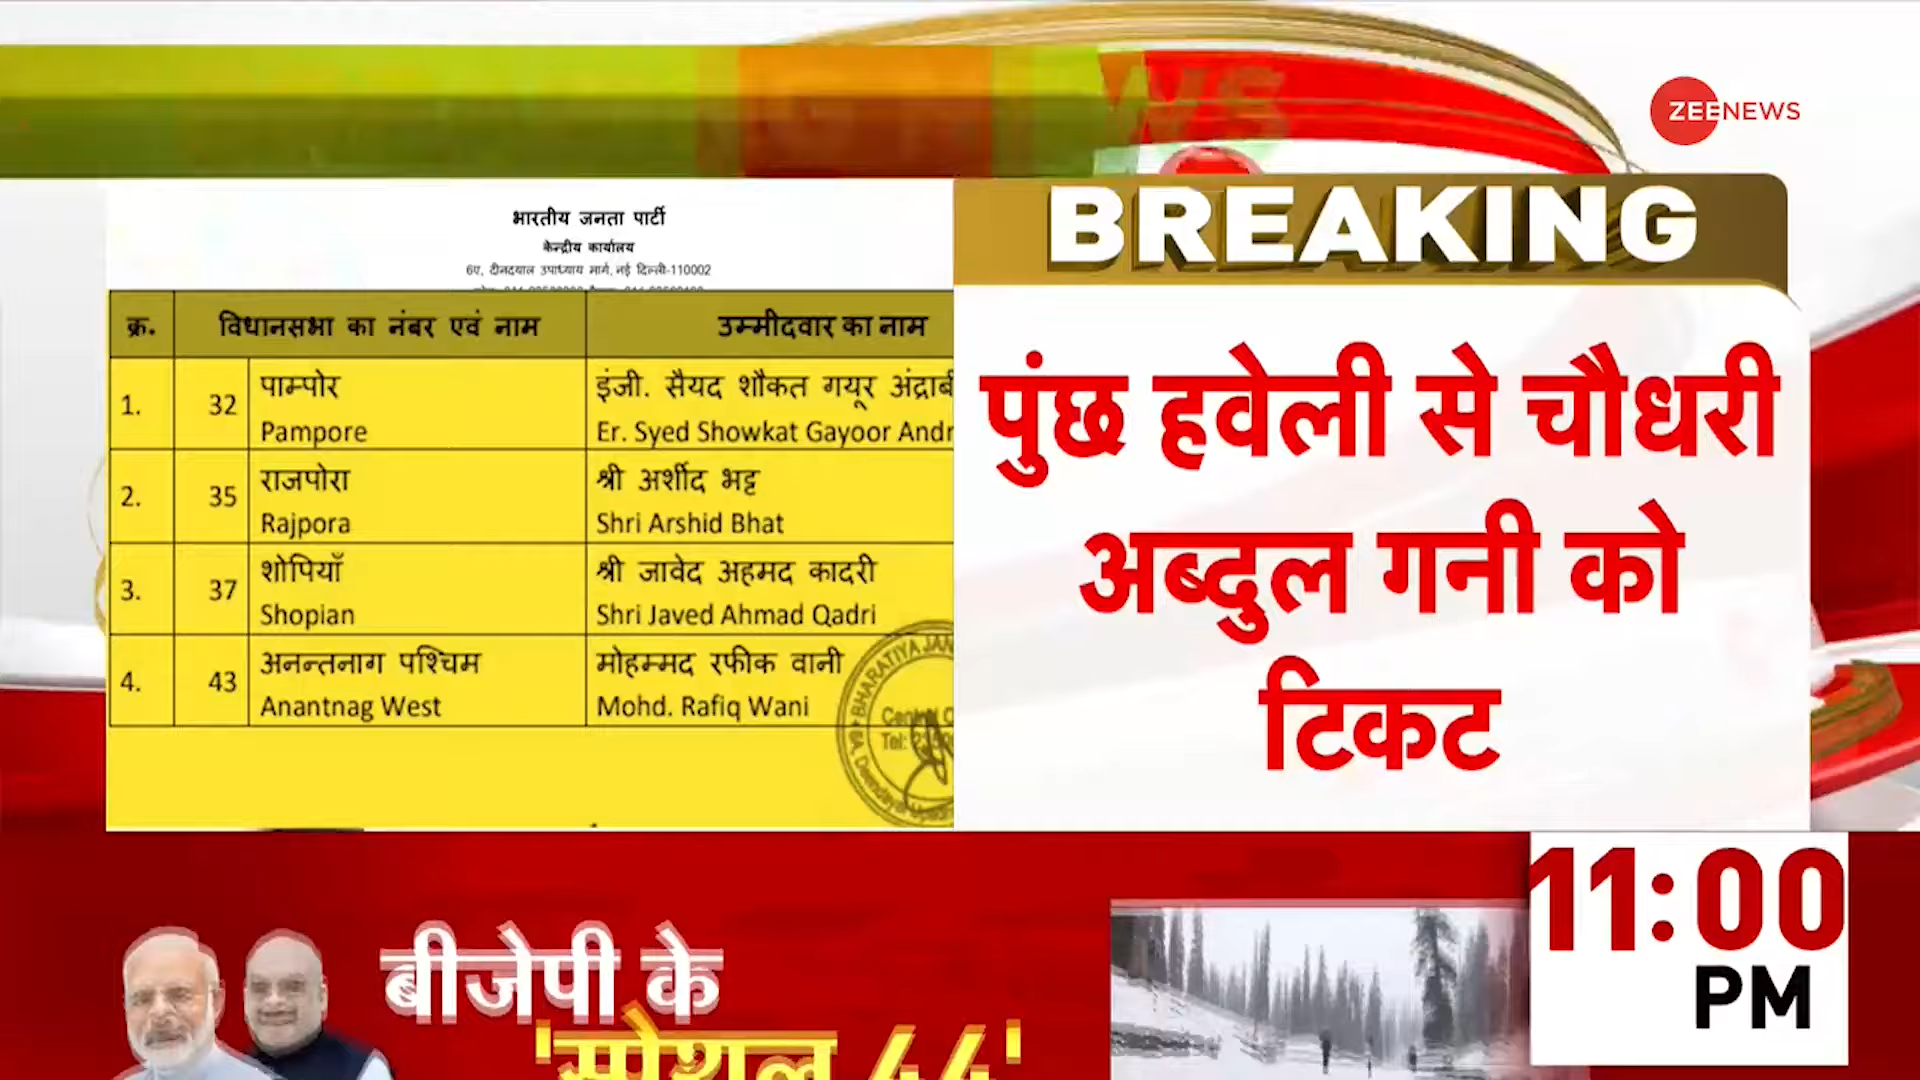 ZEENEWS
BREAKING
भारतीय जनता पार्टी
केन्द्रीय कार्यालय
6ए, दीनदयाल उपाध्याय मार्ग, नई दिल्ली-110002
क्र. विधानसभा का नंबर एवं नाम उम्मीदवार का नाम
1. 32 पाम्पोर इंजी. सैयद शौकत गयूर
Pampore Er. Syed Showkat Gayoor
2. 35 राजपोरा श्री अर्शीद भट्ट
Rajpora Shri Arshid Bhat
3. 37 शोपियाँ श्री जावेद अहमद कादरी
Shopian Shri Javed Ahmad Qadri
4. 43 अनन्तनाग पश्चिम मोहम्मद रफीक वानी
Anantnag West Mohd. Rafiq Wani
BHARATIYA
पुंछ हवेली से चौधरी
अब्दुल गनी को
टिकट
बीजेपी के
'स्पेशल 44'
11:00
PM